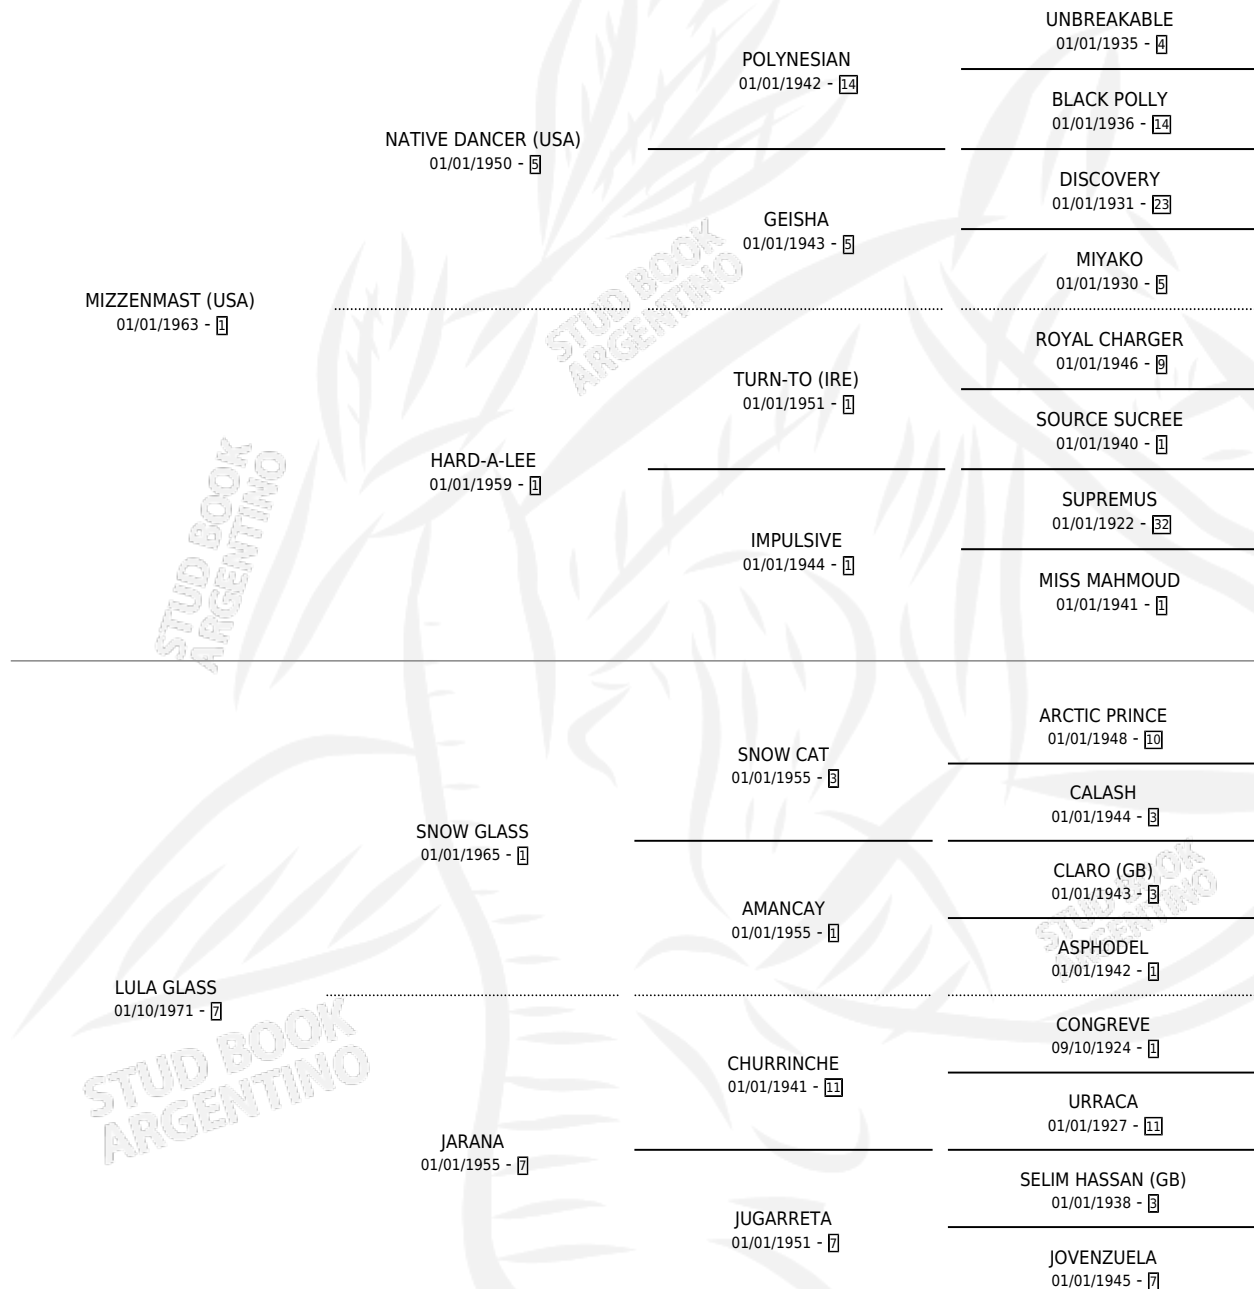 UNBREAKABLE
01/01/1935 - 4
POLYNESIAN
01/01/1942 - 14
BLACK POLLY
01/01/1936 - 14
NATIVE DANCER (USA)
01/01/1950 - 5
DISCOVERY
01/01/1931 - 23
GEISHA
01/01/1943 - 5
MIYAKO
01/01/1930 - 5
MIZZENMAST (USA)
01/01/1963 - 1
ROYAL CHARGER
01/01/1946 - 9
TURN-TO (IRE)
01/01/1951 - 1
SOURCE SUCREE
01/01/1940 - 1
HARD-A-LEE
01/01/1959 - 1
SUPREMUS
01/01/1922 - 32
IMPULSIVE
01/01/1944 - 1
MISS MAHMOUD
01/01/1941 - 1
ARCTIC PRINCE
01/01/1948 - 10
SNOW CAT
01/01/1955 - 3
CALASH
01/01/1944 - 3
SNOW GLASS
01/01/1965 - 1
CLARO (GB)
01/01/1943 - 3
AMANCAY
01/01/1955 - 1
ASPHODEL
01/01/1942 - 1
LULA GLASS
01/10/1971 - 7
CONGREVE
09/10/1924 - 1
CHURRINCHE
01/01/1941 - 11
URRACA
01/01/1927 - 11
JARANA
01/01/1955 - 7
SELIM HASSAN (GB)
01/01/1938 - 3
JUGARRETA
01/01/1951 - 7
JOVENZUELA
01/01/1945 - 7
STUD BOOK
ARGENTINO
STUD BOOK
ARGENTINO
STUD BOOK
ARGENTINO
STUD BOOK
ARGENTINO